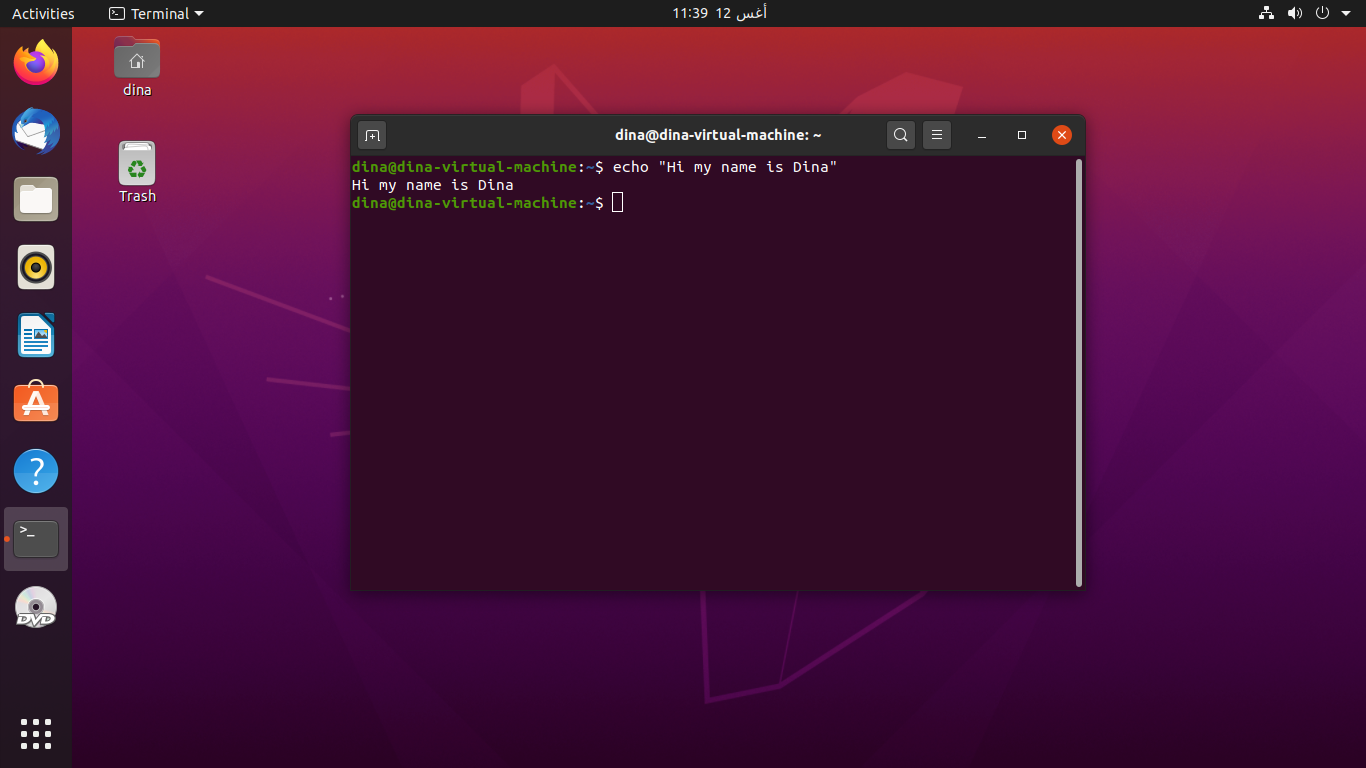 Activities
Terminal
11:39 12 أغس
dina
Trash
dina@dina-virtual-machine: ~
dina@dina-virtual-machine:~$ echo "Hi my name is Dina"
Hi my name is Dina
dina@dina-virtual-machine:~$
>_
DVD